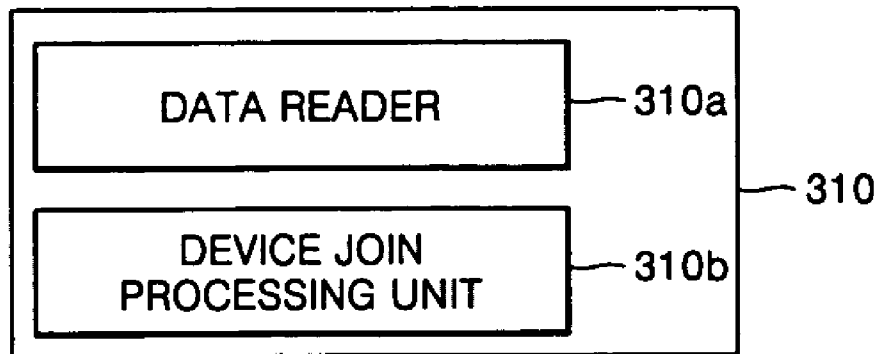 DATA READER
310a
310
DEVICE JOIN
PROCESSING UNIT
310b